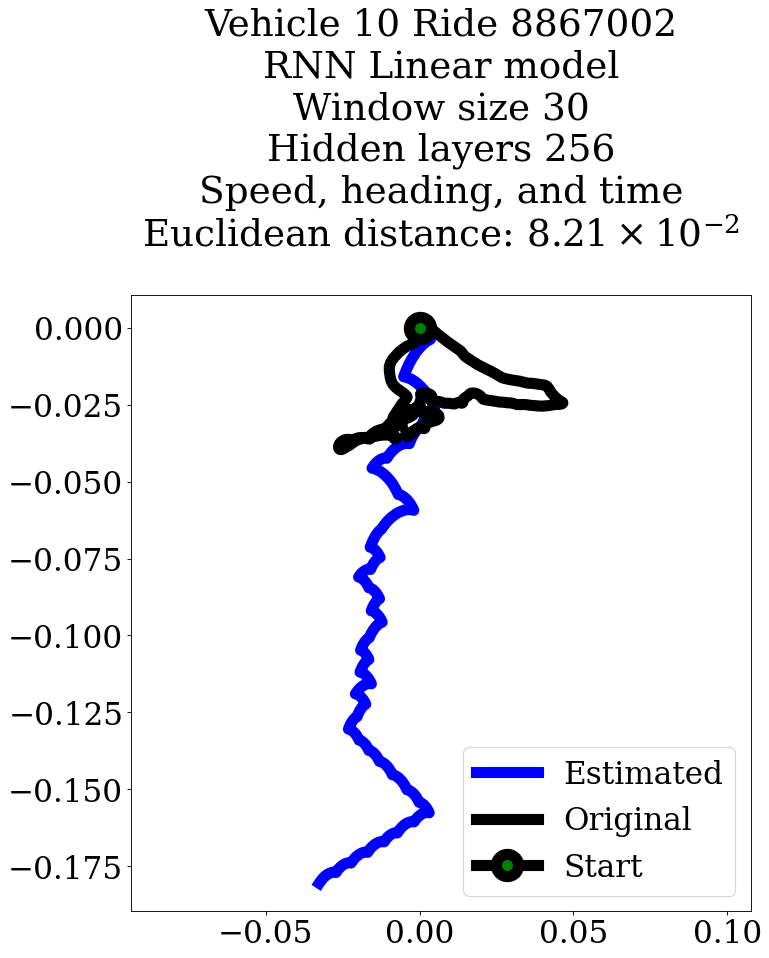 Vehicle 10 Ride 8867002
RNN Linear model
Window size 30
Hidden layers 256
Speed, heading, and time
Euclidean distance: 8.21 × 10⁻²
0.000
−0.025
−0.050
−0.075
−0.100
−0.125
−0.150
−0.175
Estimated
Original
Start
−0.05 0.00 0.05 0.10